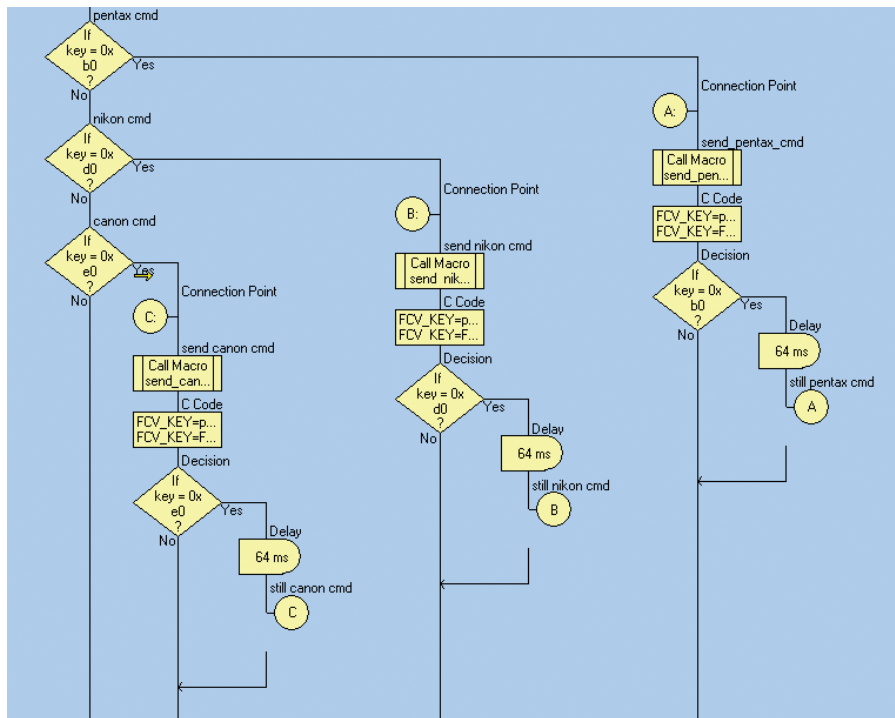 pentax cmd
If
key = 0x
b0
?
Yes
No
nikon cmd
If
key = 0x
d0
?
Yes
No
canon cmd
If
key = 0x
e0
?
Yes
No
Connection Point
C:
send canon cmd
Call Macro
send_can...
C Code
FCV_KEY=p...
FCV_KEY=F...
Decision
If
key = 0x
e0
?
Yes
No
Delay
64 ms
still canon cmd
C
Connection Point
B:
send nikon cmd
Call Macro
send_nik...
C Code
FCV_KEY=p...
FCV_KEY=F...
Decision
If
key = 0x
d0
?
Yes
No
Delay
64 ms
still nikon cmd
B
Connection Point
A:
send_pentax_cmd
Call Macro
send_pen...
C Code
FCV_KEY=p...
FCV_KEY=F...
Decision
If
key = 0x
b0
?
Yes
No
Delay
64 ms
still pentax cmd
A